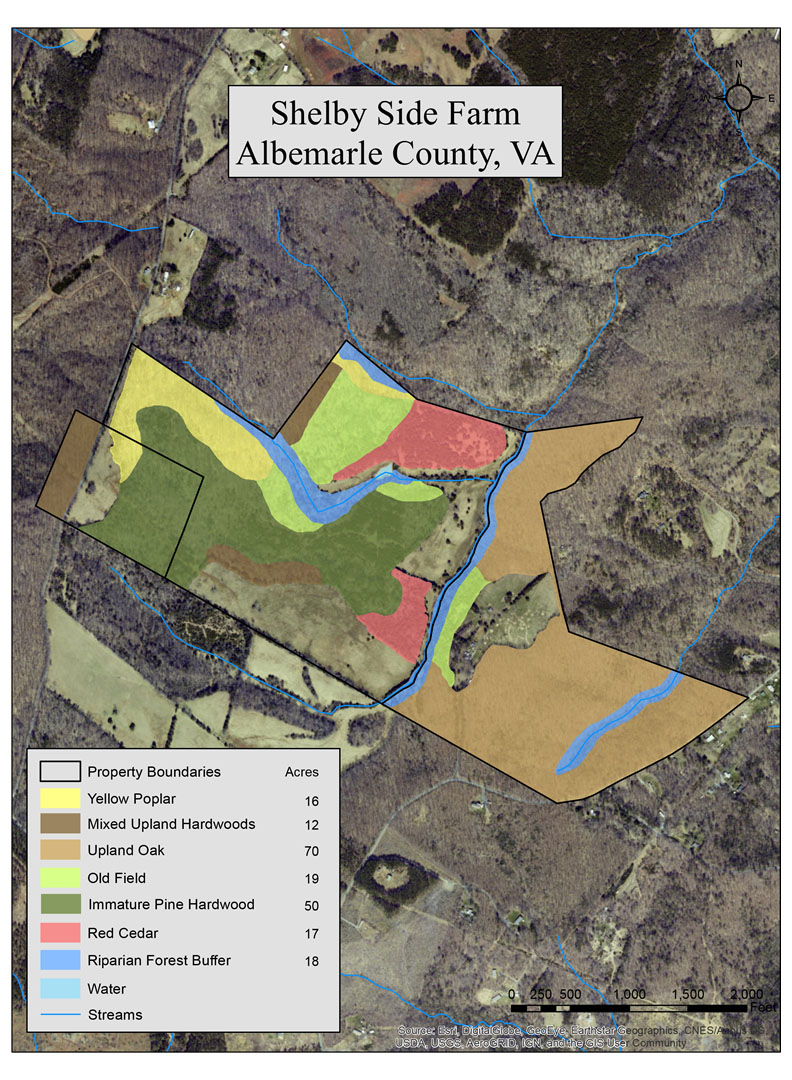 Shelby Side Farm
Albemarle County, VA
N
W E
S
Property Boundaries Acres
Yellow Poplar 16
Mixed Upland Hardwoods 12
Upland Oak 70
Old Field 19
Immature Pine Hardwood 50
Red Cedar 17
Riparian Forest Buffer 18
Water
Streams
0 250 500 1,000 1,500 2,000
Feet
Source: Esri, DigitalGlobe, GeoEye, Earthstar Geographics, CNES/Airbus DS,
USDA, USGS, AeroGRID, IGN, and the GIS User Community